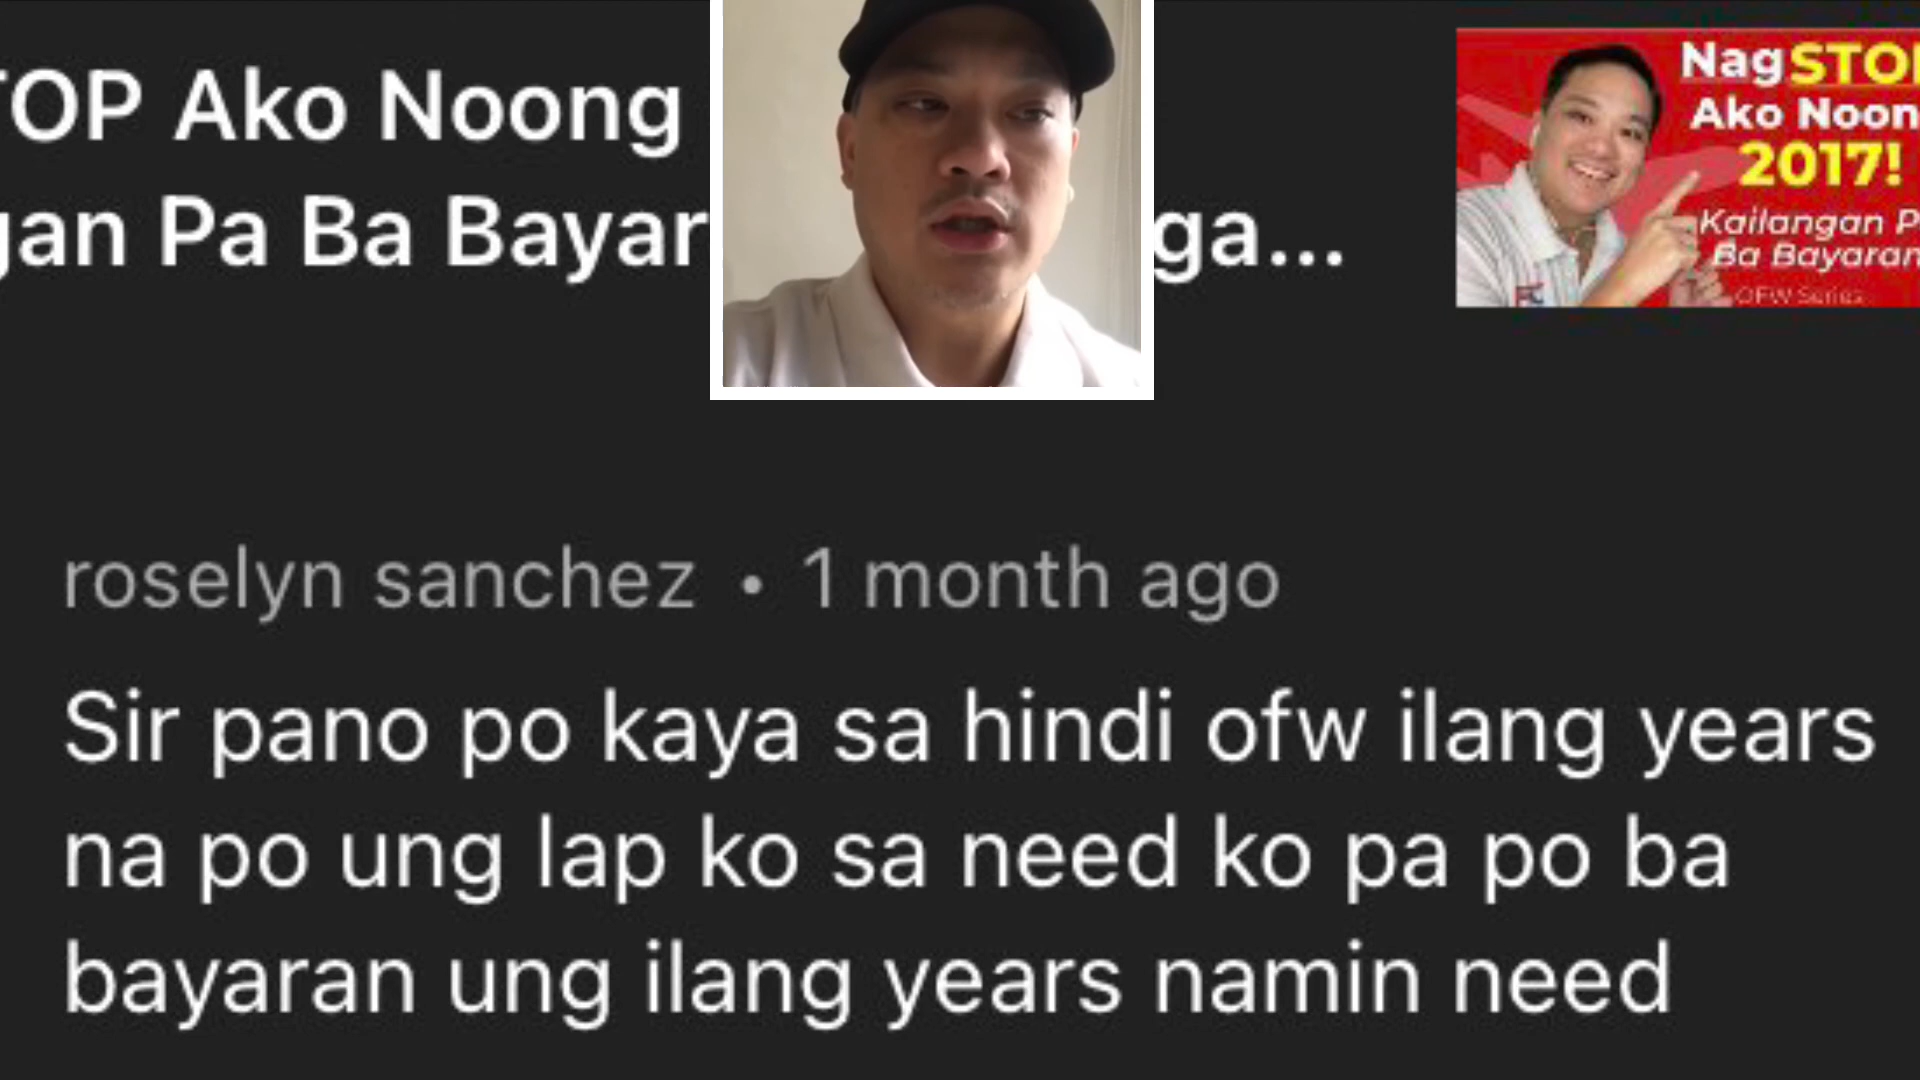 TOP Ako Noong
gan Pa Ba Bayar ga...
Nag STO
Ako Noon
2017!
Kailangan P
Ba Bayaran
OFW Series
roselyn sanchez • 1 month ago
Sir pano po kaya sa hindi ofw ilang years
na po ung lap ko sa need ko pa po ba
bayaran ung ilang years namin need